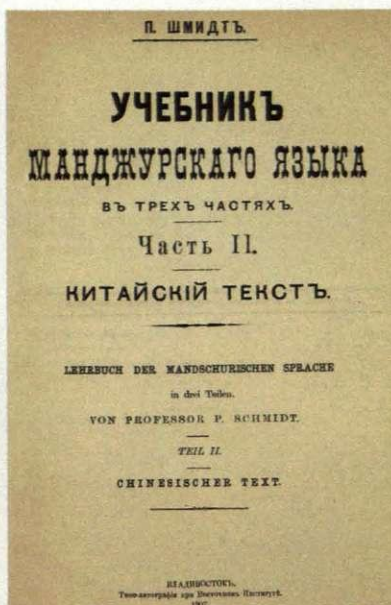 П. ШМИДТЪ.
УЧЕБНИКЪ
МАНДЖУРСКАГО ЯЗЫКА
ВЪ ТРЕХЪ ЧАСТЯХЪ.
Часть II.
КИТАЙСКІЙ ТЕКСТЪ.
LEHRBUCH DER MANDSCHURISCHEN SPRACHE
in drei Teilen.
VON PROFESSOR P. SCHMIDT.
TEIL II.
CHINESISCHER TEXT.
ВЛАДИВОСТОКЪ.
Типо-литографія при Восточномъ Институтѣ.
1907